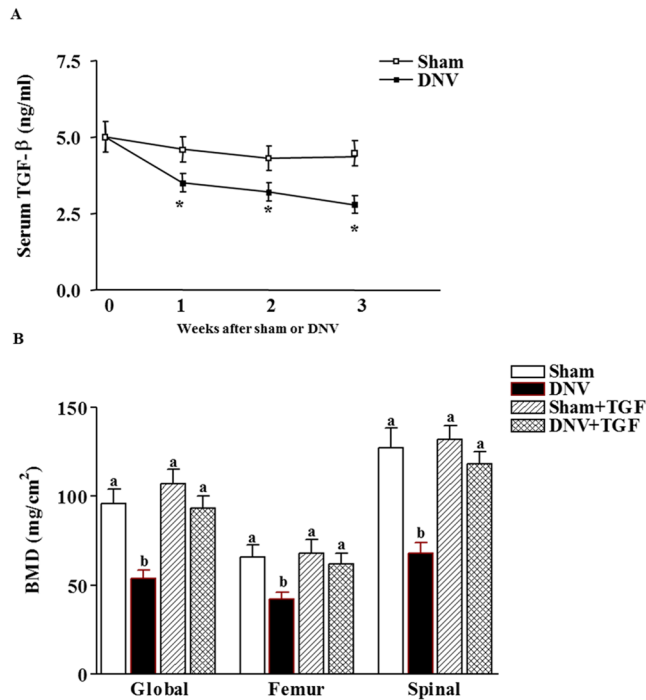 A
Sham
DNV
7.5
5.0
2.5
0.0
Serum TGF-β (ng/ml)
* * *
0 1 2 3
Weeks after sham or DNV
B
Sham
DNV
Sham+TGF
DNV+TGF
150
100
50
0
BMD (mg/cm²)
a b a a
a b a a
a b a a
Global Femur Spinal